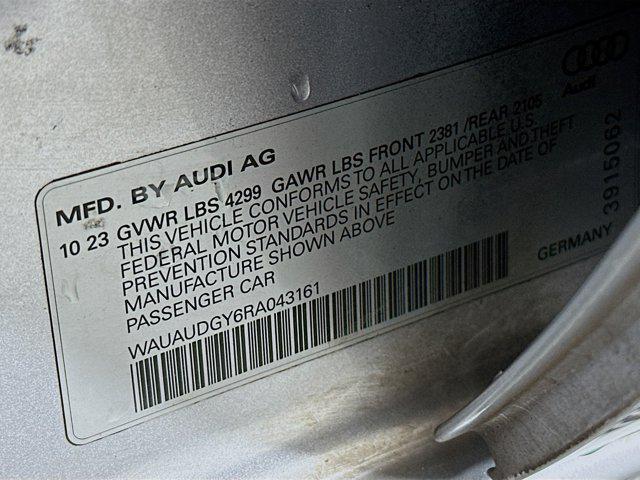 Audi
MFD. BY AUDI AG
10 23 GVWR LBS 4299 GAWR LBS FRONT 2381 /REAR 2105
THIS VEHICLE CONFORMS TO ALL APPLICABLE U.S.
FEDERAL MOTOR VEHICLE SAFETY, BUMPER AND THEFT
PREVENTION STANDARDS IN EFFECT ON THE DATE OF
MANUFACTURE SHOWN ABOVE
PASSENGER CAR
WAUAUDGY6RA043161
GERMANY
3915062